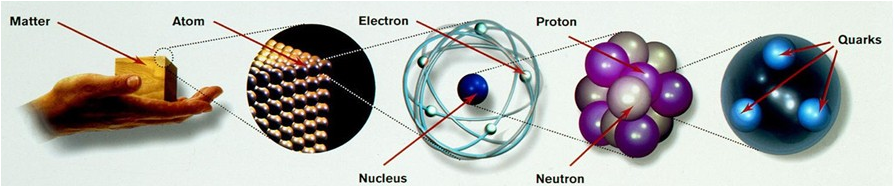 Matter
Atom
Electron
Proton
Quarks
Nucleus
Neutron